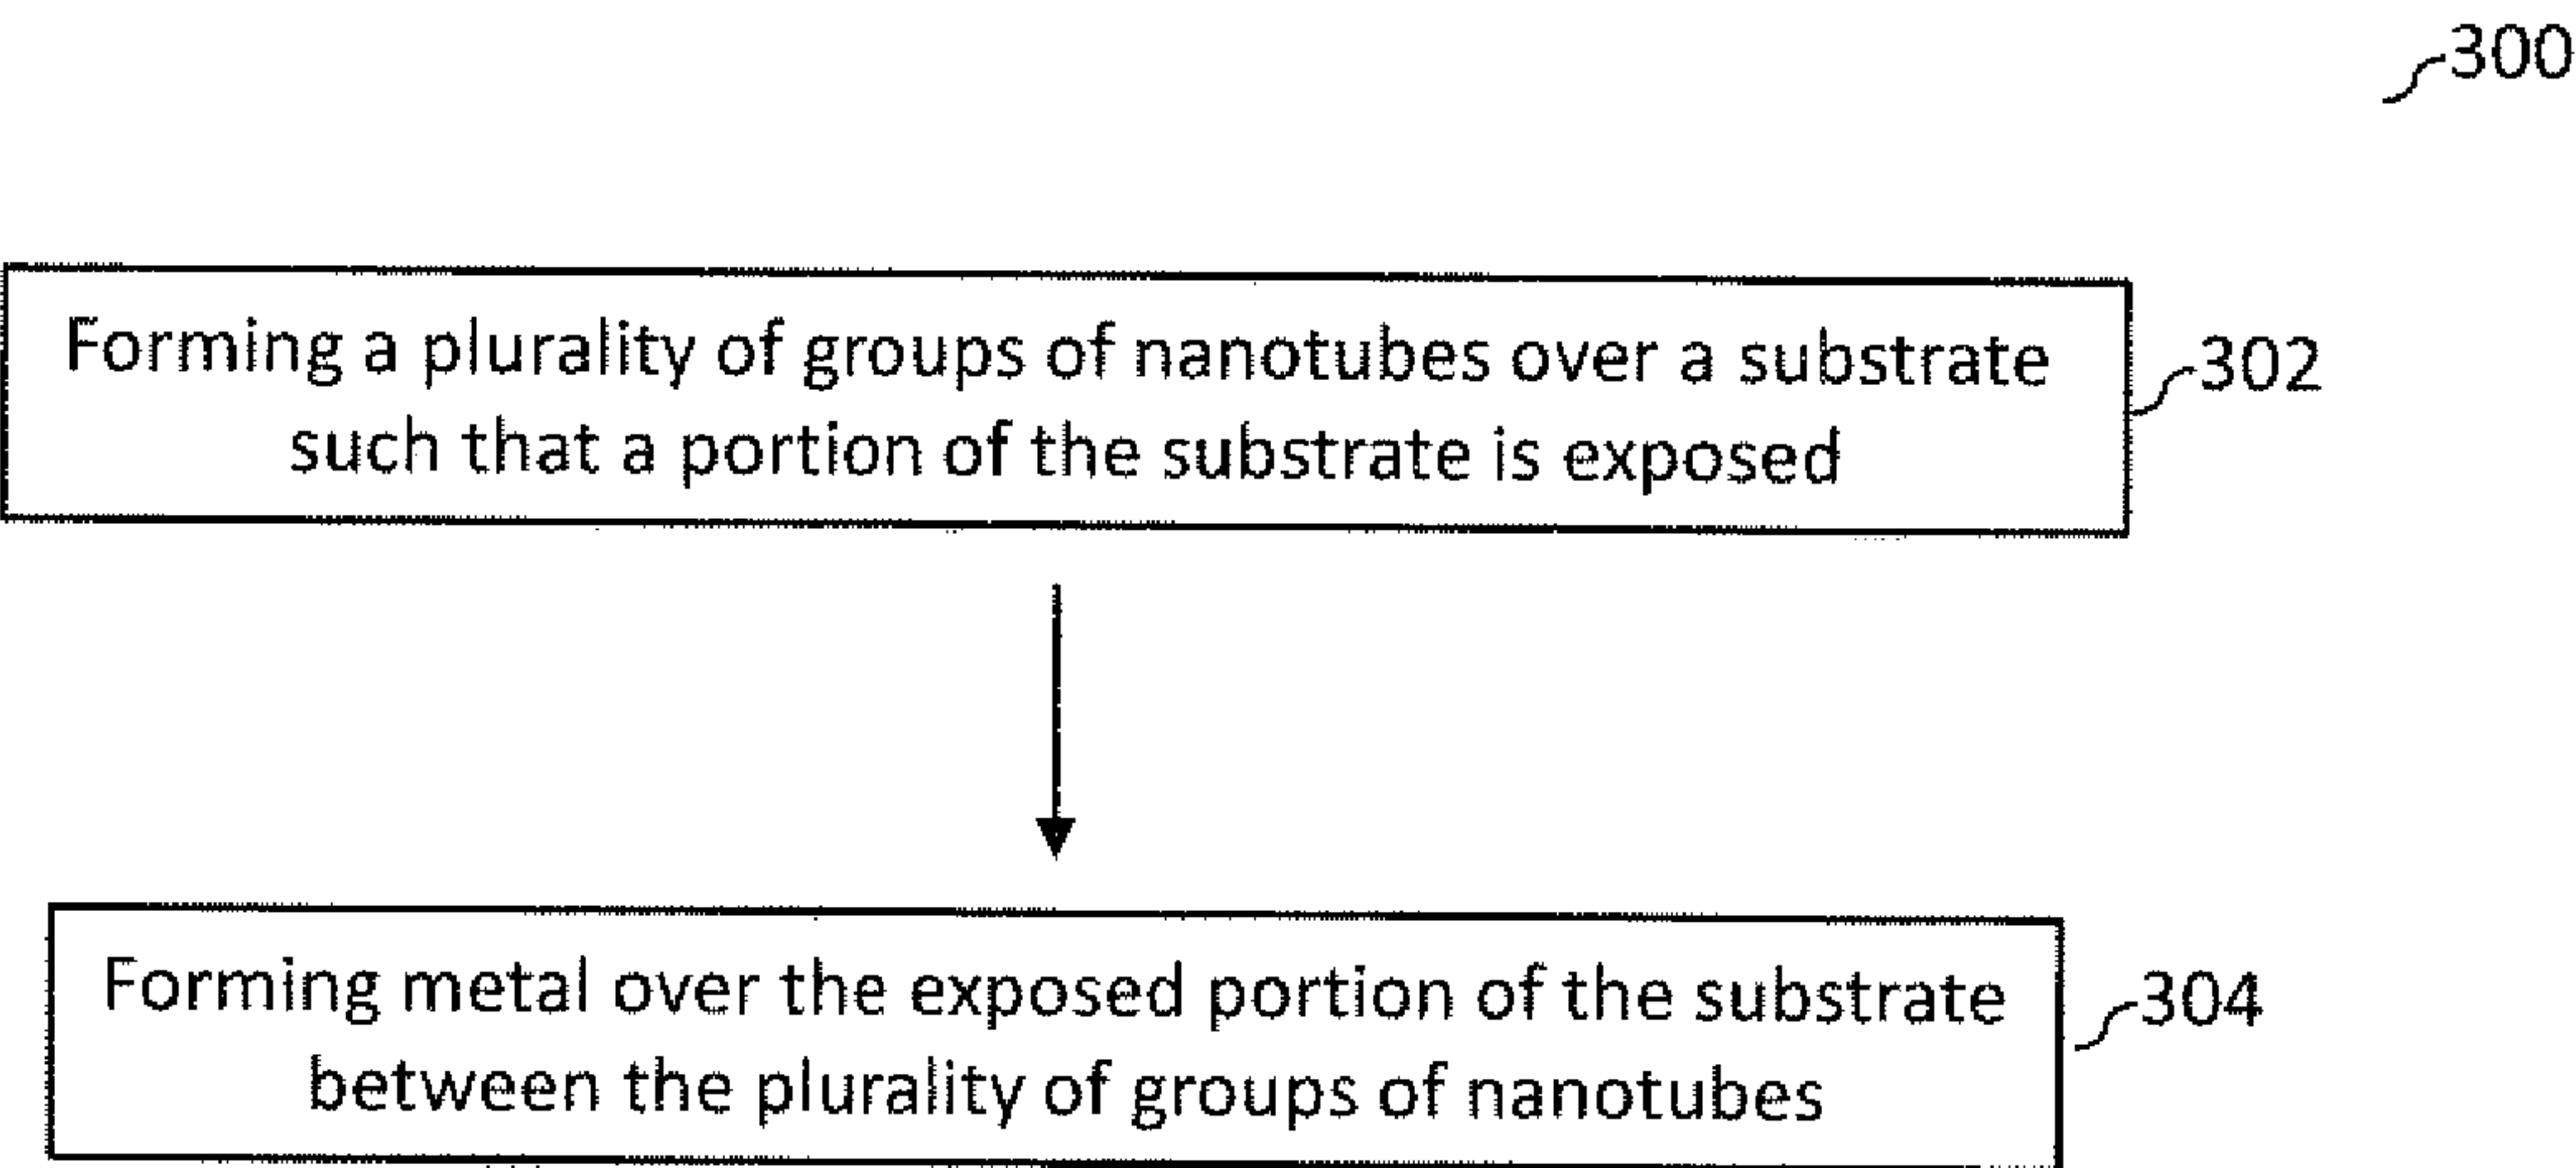 300
Forming a plurality of groups of nanotubes over a substrate
such that a portion of the substrate is exposed
302
Forming metal over the exposed portion of the substrate
between the plurality of groups of nanotubes
304